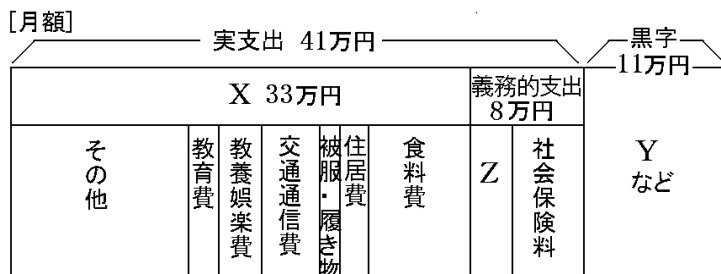 [月額]
実支出 41万円
黒字
11万円
X 33万円
義務的支出
8万円
その他
教育費
教養娯楽費
交通通信費
被服・履き物
住居費
食料費
Z
社会保険料
Y
など